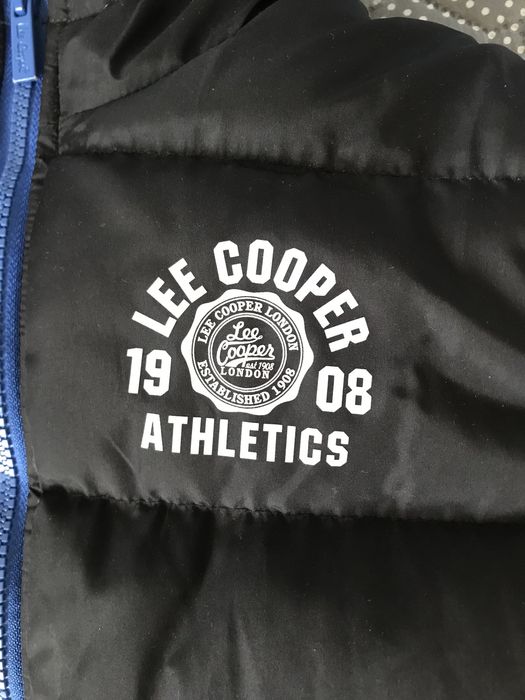 LEE COOPER
19 08
LEE COOPER LONDON
Lee
Cooper
est 1908
LONDON
ESTABLISHED 1908
ATHLETICS